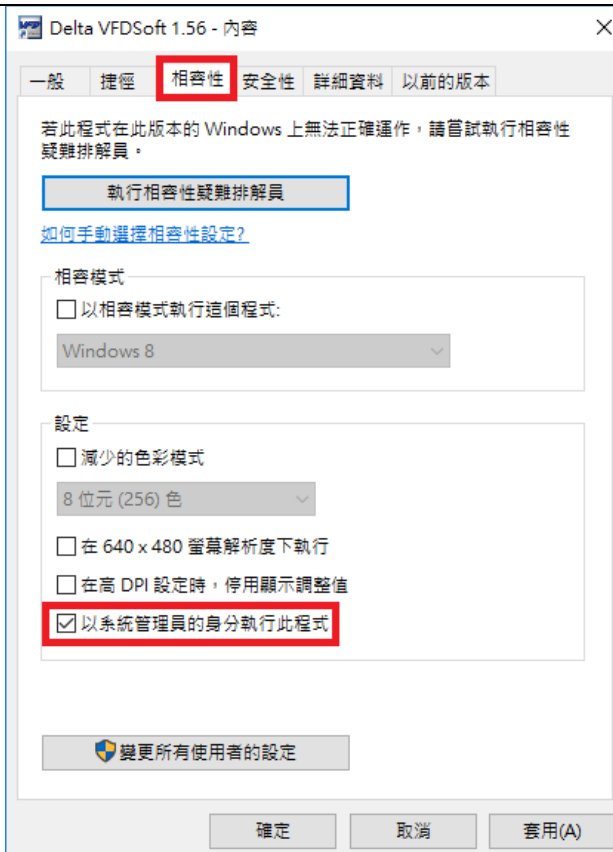 Delta VFDSoft 1.56 - 內容
一般 捷徑 相容性 安全性 詳細資料 以前的版本
若此程式在此版本的 Windows 上無法正確運作，請嘗試執行相容性
疑難排解員。
執行相容性疑難排解員
如何手動選擇相容性設定?
相容模式
以相容模式執行這個程式:
Windows 8
設定
減少的色彩模式
8 位元 (256) 色
在 640 x 480 螢幕解析度下執行
在高 DPI 設定時，停用顯示調整值
以系統管理員的身分執行此程式
變更所有使用者的設定
確定 取消 套用(A)